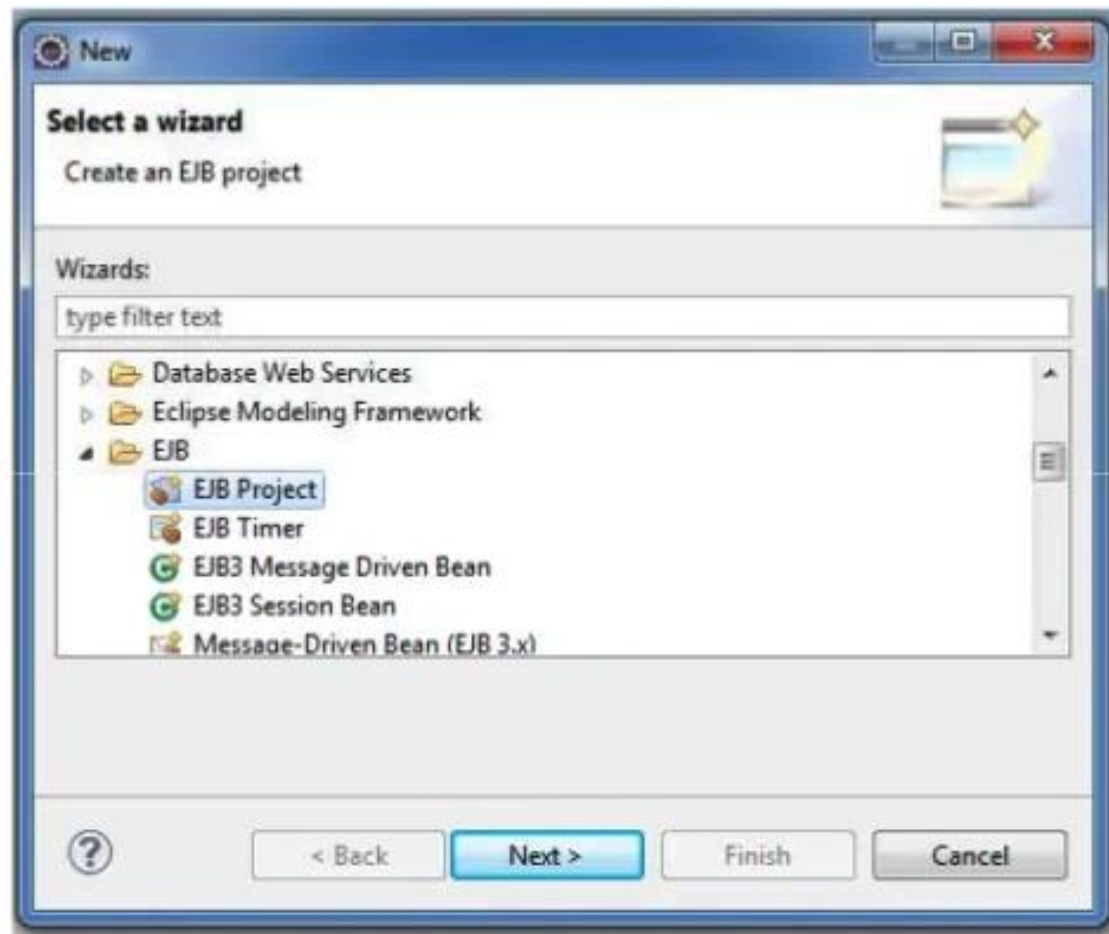 New
Select a wizard
Create an EJB project
Wizards:
type filter text
Database Web Services
Eclipse Modeling Framework
EJB
EJB Project
EJB Timer
EJB3 Message Driven Bean
EJB3 Session Bean
Message-Driven Bean (EJB 3.x)
? < Back Next > Finish Cancel